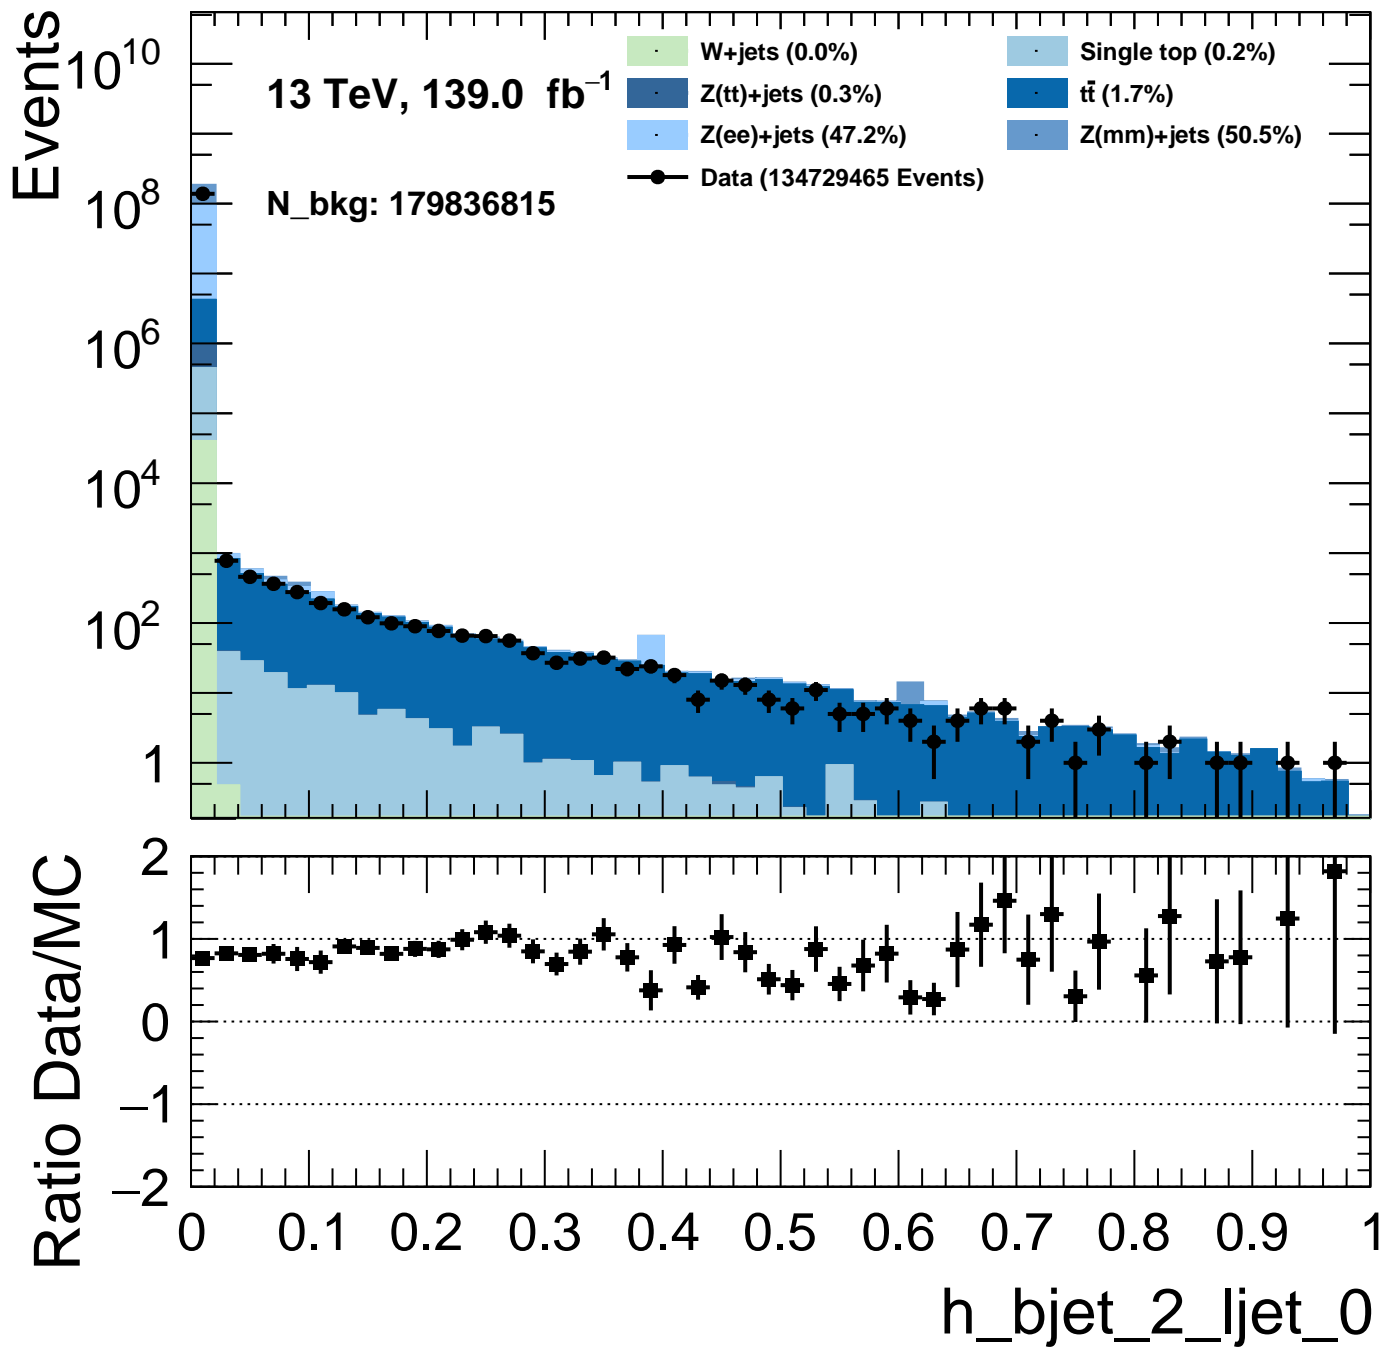 Events
10^10
10^8
10^6
10^4
10^2
1
13 TeV, 139.0 fb^−1
N_bkg: 179836815
W+jets (0.0%)
Single top (0.2%)
Z(tt)+jets (0.3%)
tt̄ (1.7%)
Z(ee)+jets (47.2%)
Z(mm)+jets (50.5%)
Data (134729465 Events)
Ratio Data/MC
2
1
0
−1
−2
0 0.1 0.2 0.3 0.4 0.5 0.6 0.7 0.8 0.9 1
h_bjet_2_ljet_0